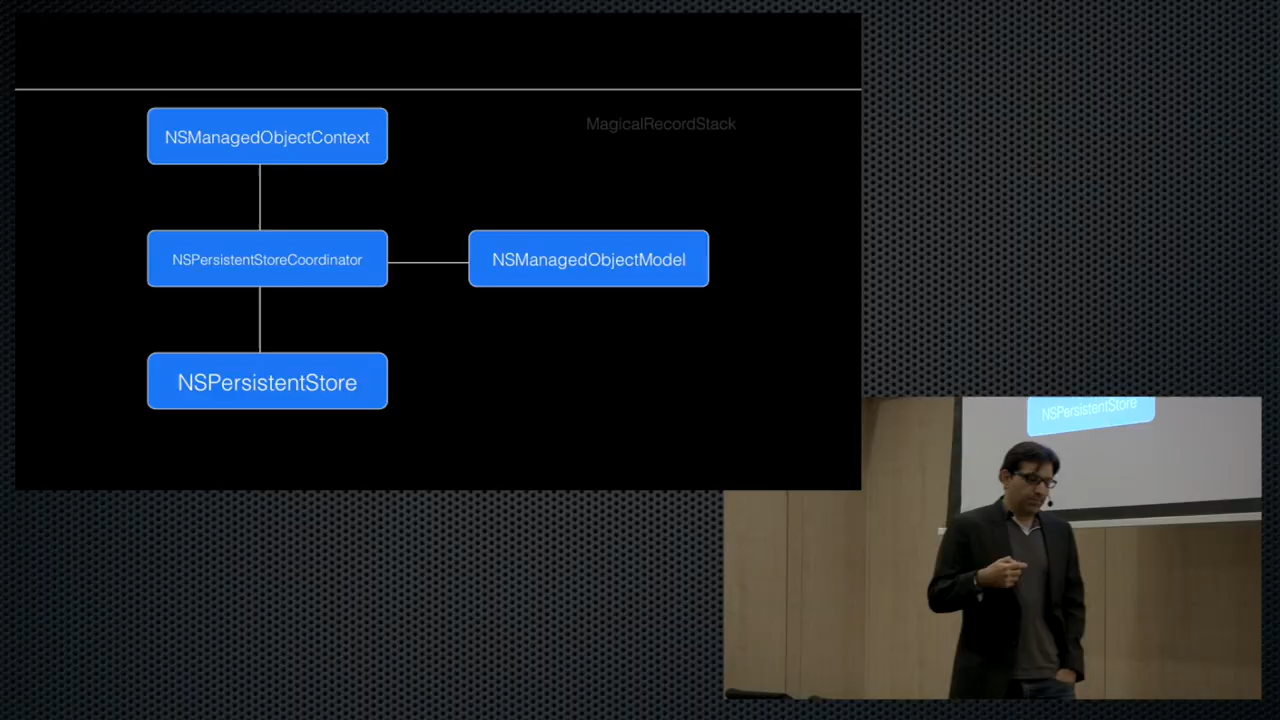 NSManagedObjectContext
MagicalRecordStack
NSPersistentStoreCoordinator
NSManagedObjectModel
NSPersistentStore
NSPersistentStore